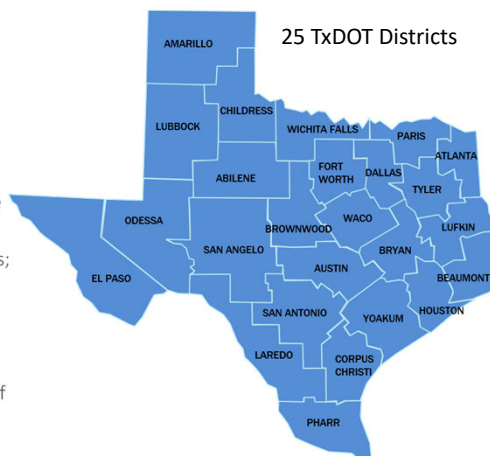 25 TxDOT Districts
AMARILLO
CHILDRESS
LUBBOCK
WICHITA FALLS
PARIS
ATLANTA
FORT
WORTH
DALLAS
ABILENE
TYLER
ODESSA
BROWNWOOD
WACO
LUFKIN
SAN ANGELO
BRYAN
AUSTIN
EL PASO
BEAUMONT
HOUSTON
SAN ANTONIO
YOAKUM
LAREDO
CORPUS
CHRISTI
PHARR
s;